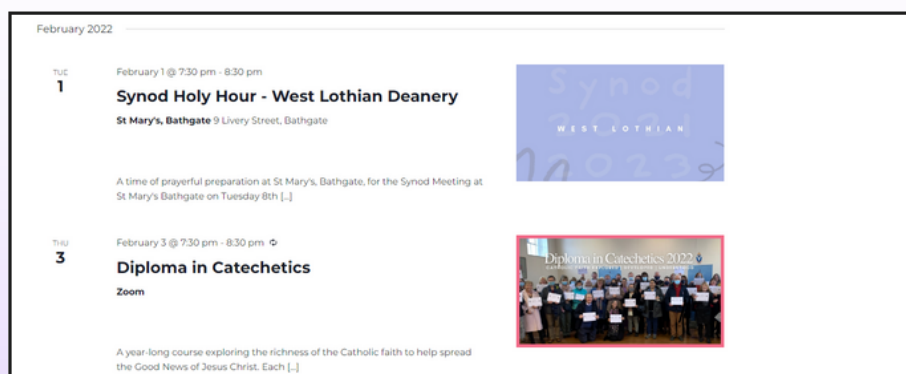 February 2022
TUE
1
February 1 @ 7:30 pm - 8:30 pm
Synod Holy Hour - West Lothian Deanery
St Mary's, Bathgate 9 Livery Street, Bathgate
A time of prayerful preparation at St Mary's, Bathgate, for the Synod Meeting at
St Mary's Bathgate on Tuesday 8th [...]
Synod
2021
WEST LOTHIAN
2023
THU
3
February 3 @ 7:30 pm - 8:30 pm
Diploma in Catechetics
Zoom
A year-long course exploring the richness of the Catholic faith to help spread
the Good News of Jesus Christ. Each [...]
Diploma in Catechetics 2022